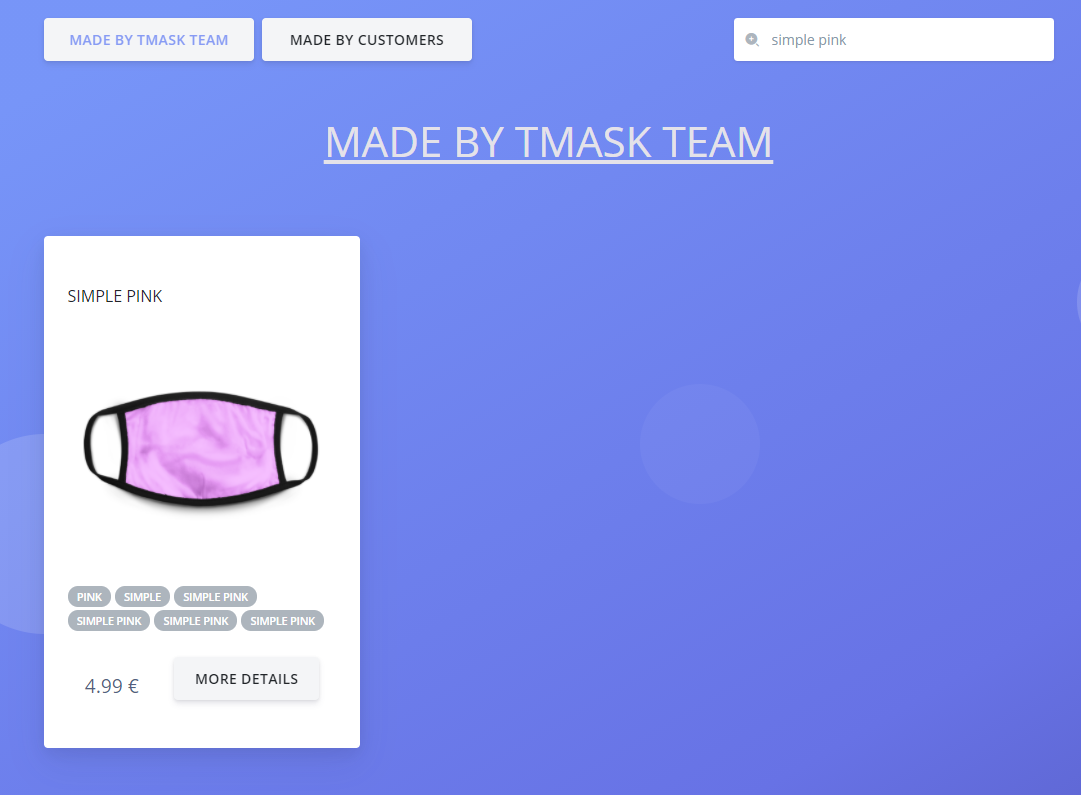 MADE BY TMASK TEAM MADE BY CUSTOMERS simple pink
MADE BY TMASK TEAM
SIMPLE PINK
PINK SIMPLE SIMPLE PINK
SIMPLE PINK SIMPLE PINK SIMPLE PINK
4.99 € MORE DETAILS